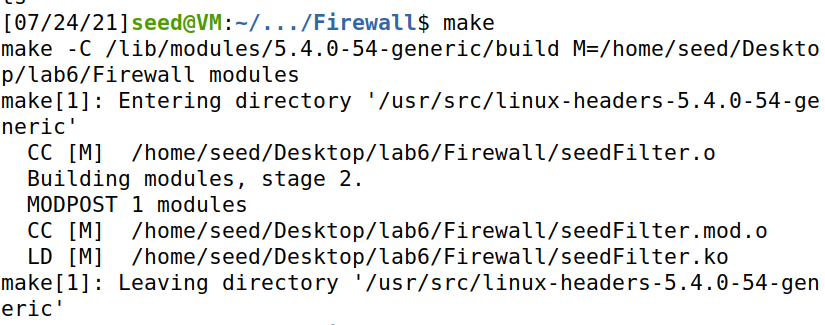 ls
[07/24/21]seed@VM:~/.../Firewall$ make
make -C /lib/modules/5.4.0-54-generic/build M=/home/seed/Deskto
p/lab6/Firewall modules
make[1]: Entering directory '/usr/src/linux-headers-5.4.0-54-ge
neric'
  CC [M]  /home/seed/Desktop/lab6/Firewall/seedFilter.o
  Building modules, stage 2.
  MODPOST 1 modules
  CC [M]  /home/seed/Desktop/lab6/Firewall/seedFilter.mod.o
  LD [M]  /home/seed/Desktop/lab6/Firewall/seedFilter.ko
make[1]: Leaving directory '/usr/src/linux-headers-5.4.0-54-gen
eric'